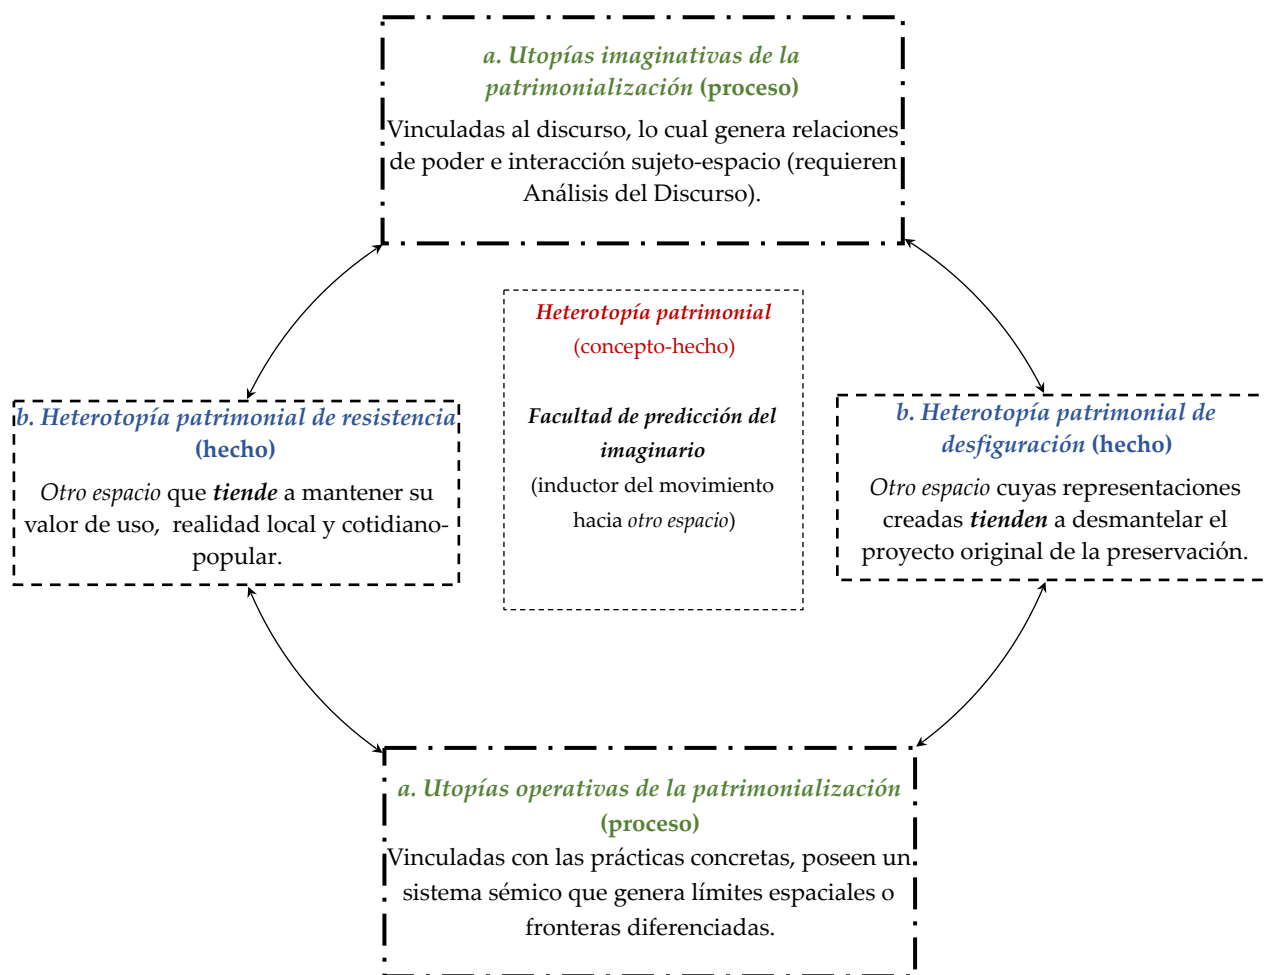 a. Utopías imaginativas de la
patrimonialización (proceso)
Vinculadas al discurso, lo cual genera relaciones
de poder e interacción sujeto-espacio (requieren
Análisis del Discurso).
Heterotopía patrimonial
(concepto-hecho)
Facultad de predicción del
imaginario
(inductor del movimiento
hacia otro espacio)
b. Heterotopía patrimonial de resistencia
(hecho)
Otro espacio que tiende a mantener su
valor de uso, realidad local y cotidiano-
popular.
b. Heterotopía patrimonial de
desfiguración (hecho)
Otro espacio cuyas representaciones
creadas tienden a desmantelar el
proyecto original de la preservación.
a. Utopías operativas de la patrimonialización
(proceso)
Vinculadas con las prácticas concretas, poseen un
sistema sémico que genera límites espaciales o
fronteras diferenciadas.